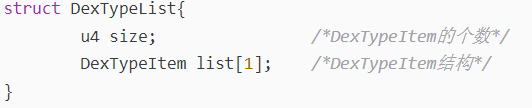 struct DexTypeList{
u4 size; /*DexTypeItem的个数*/
DexTypeItem list[1]; /*DexTypeItem结构*/
}